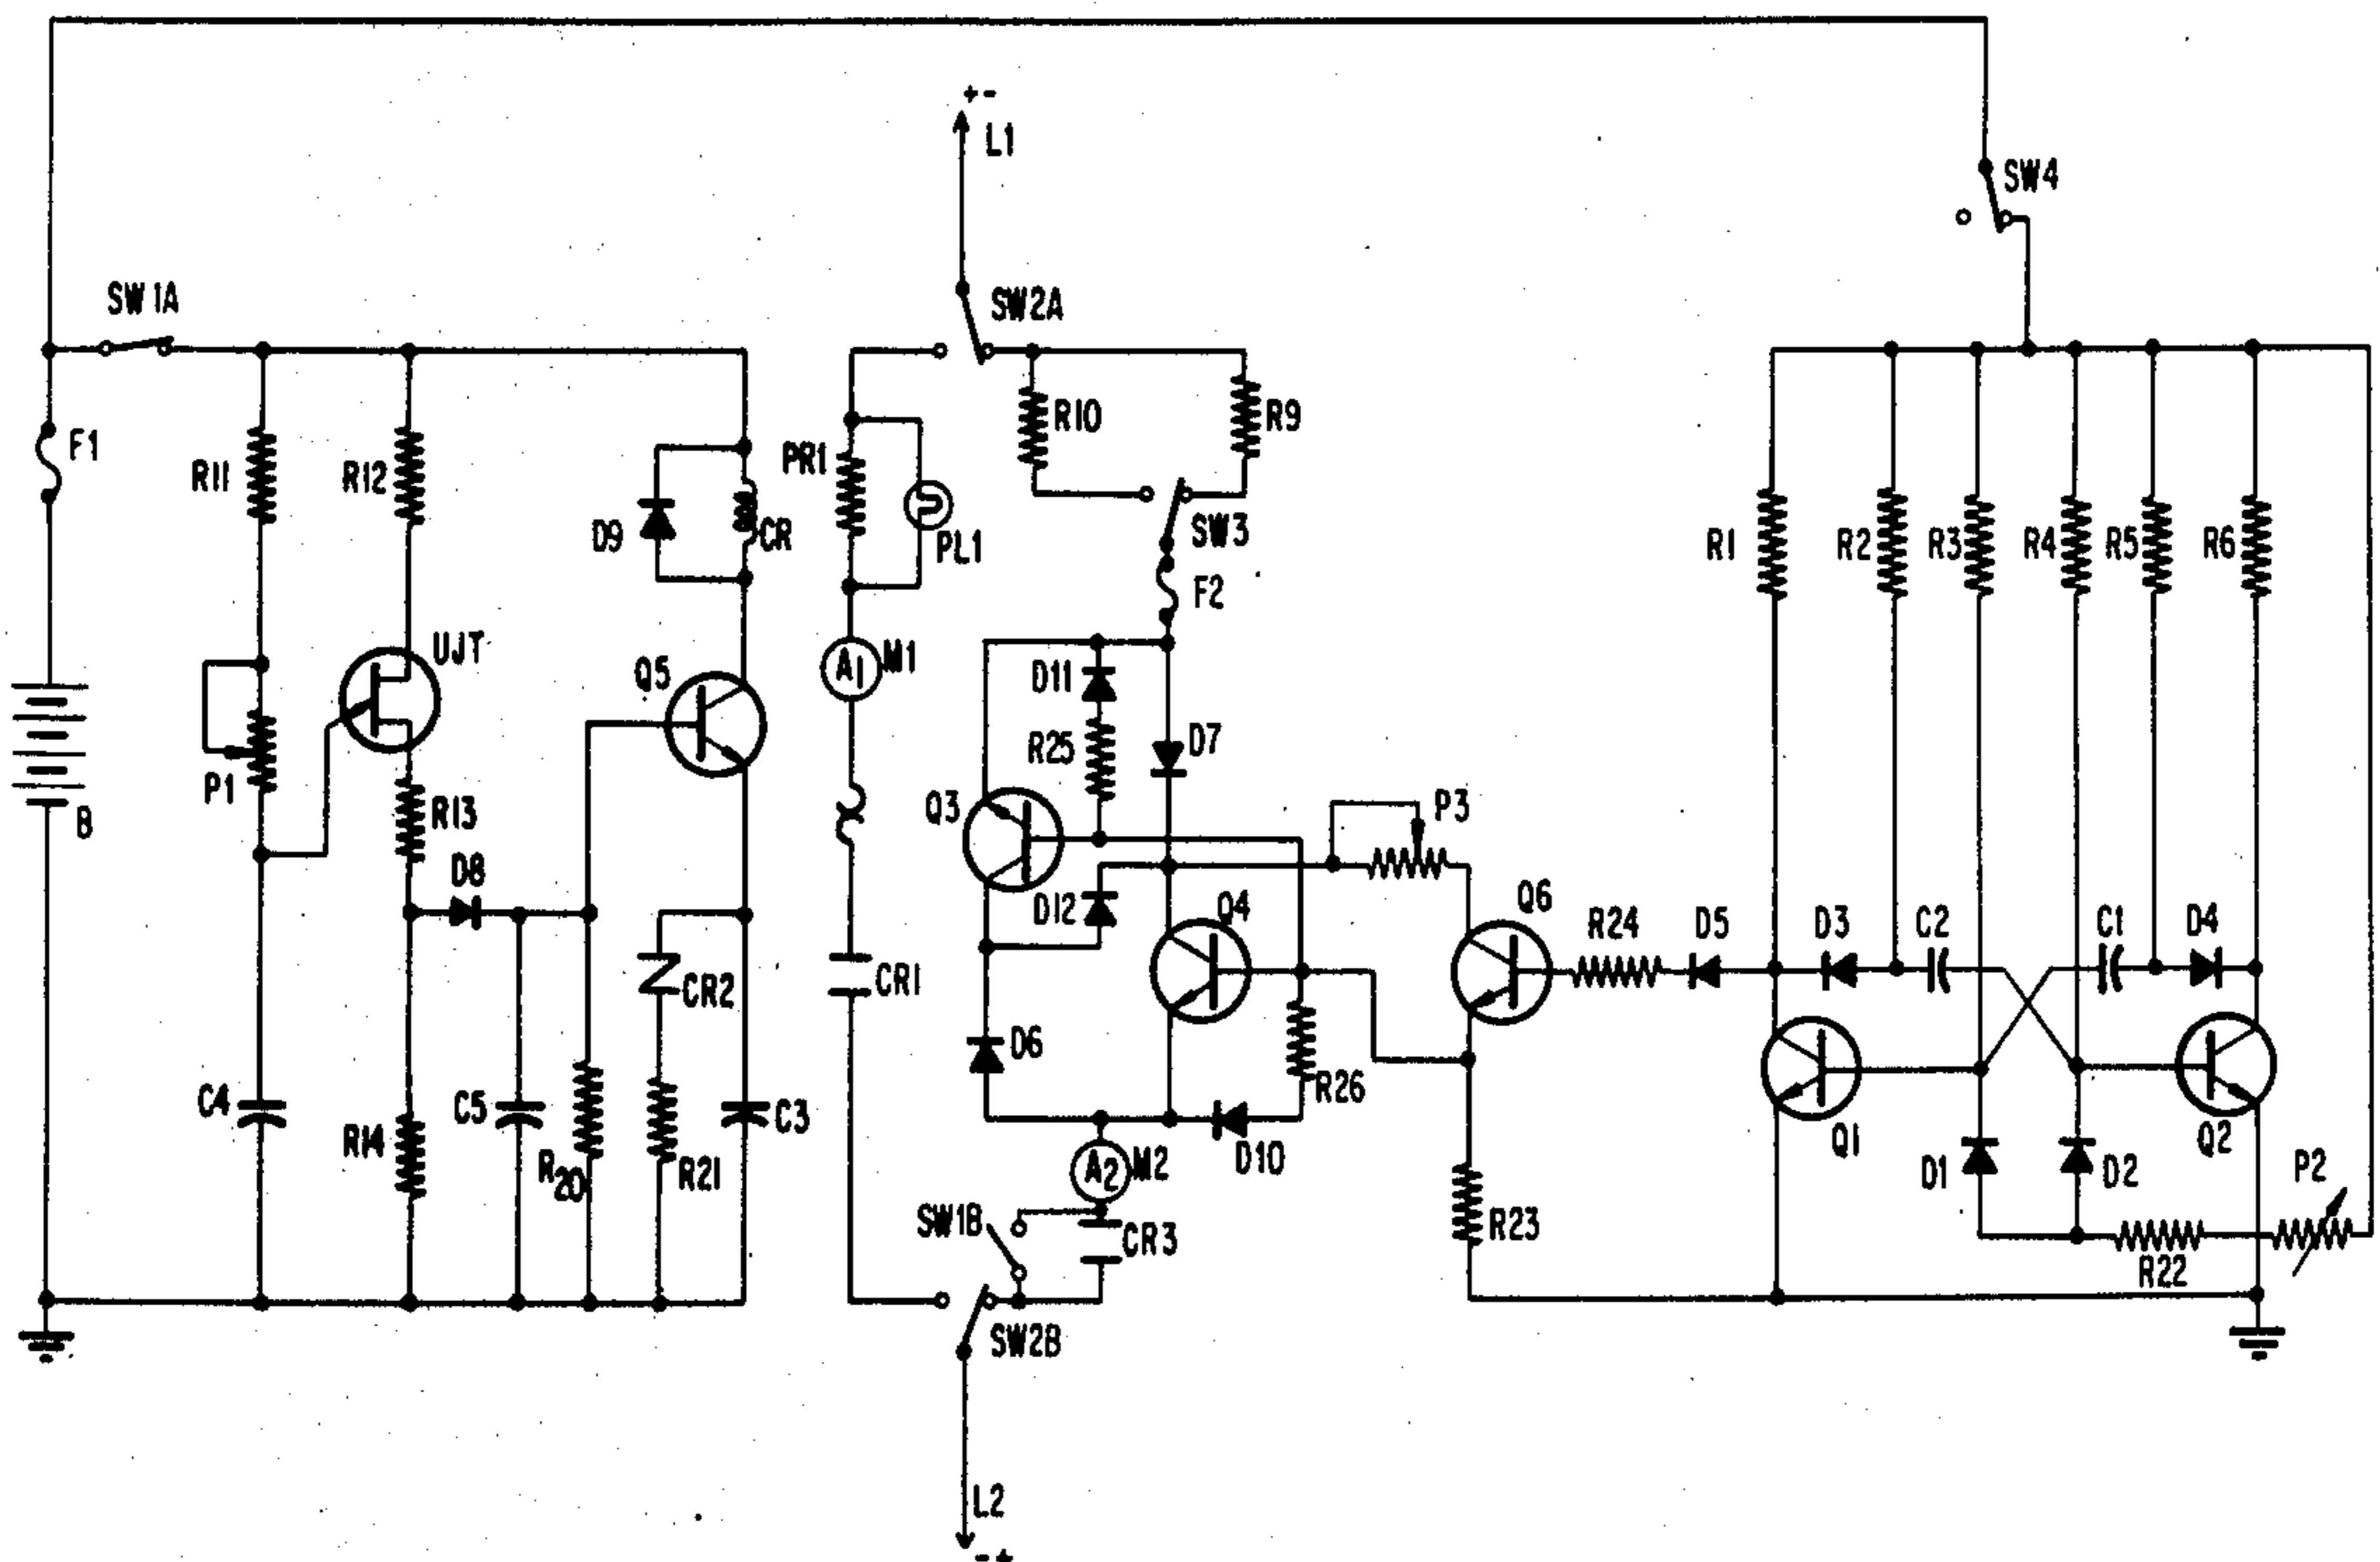 +-
L1
SW4
SW1A
SW2A
F1
R11
R12
PR1
R10
R9
D9
CR
PL1
SW3
R1
R2
R3
R4
R5
R6
F2
UJT
Q5
A1
M1
D11
R25
D7
P1
B
R13
Q3
P3
D8
D12
Q4
Q6
R24
D5
D3
C2
C1
D4
CR2
CR1
D6
R26
C4
R14
C5
R20
R21
C3
D10
Q1
Q2
A2
M2
D1
D2
P2
SW1B
CR3
R23
R22
SW2B
L2
-+